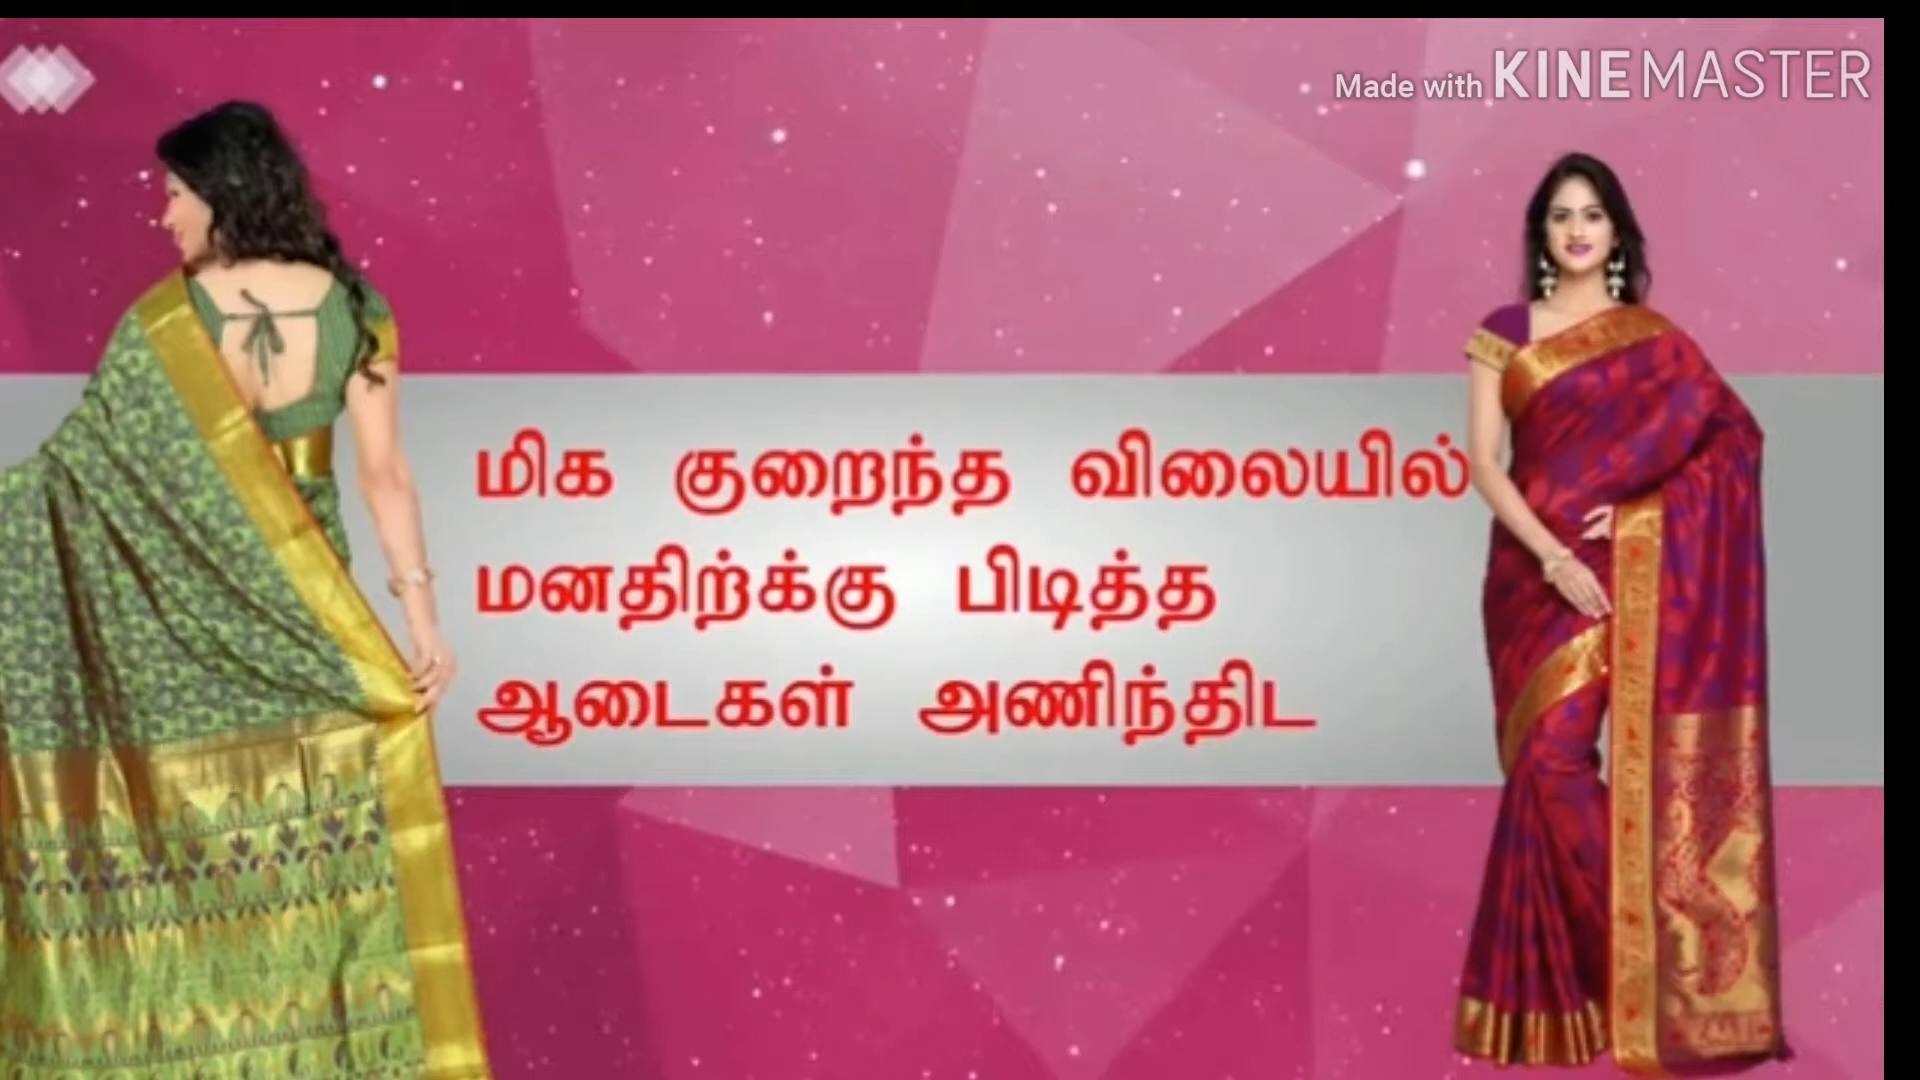 Made with KINEMASTER
மிக குறைந்த விலையில்
மனதிற்க்கு பிடித்த
ஆடைகள் அணிந்திட